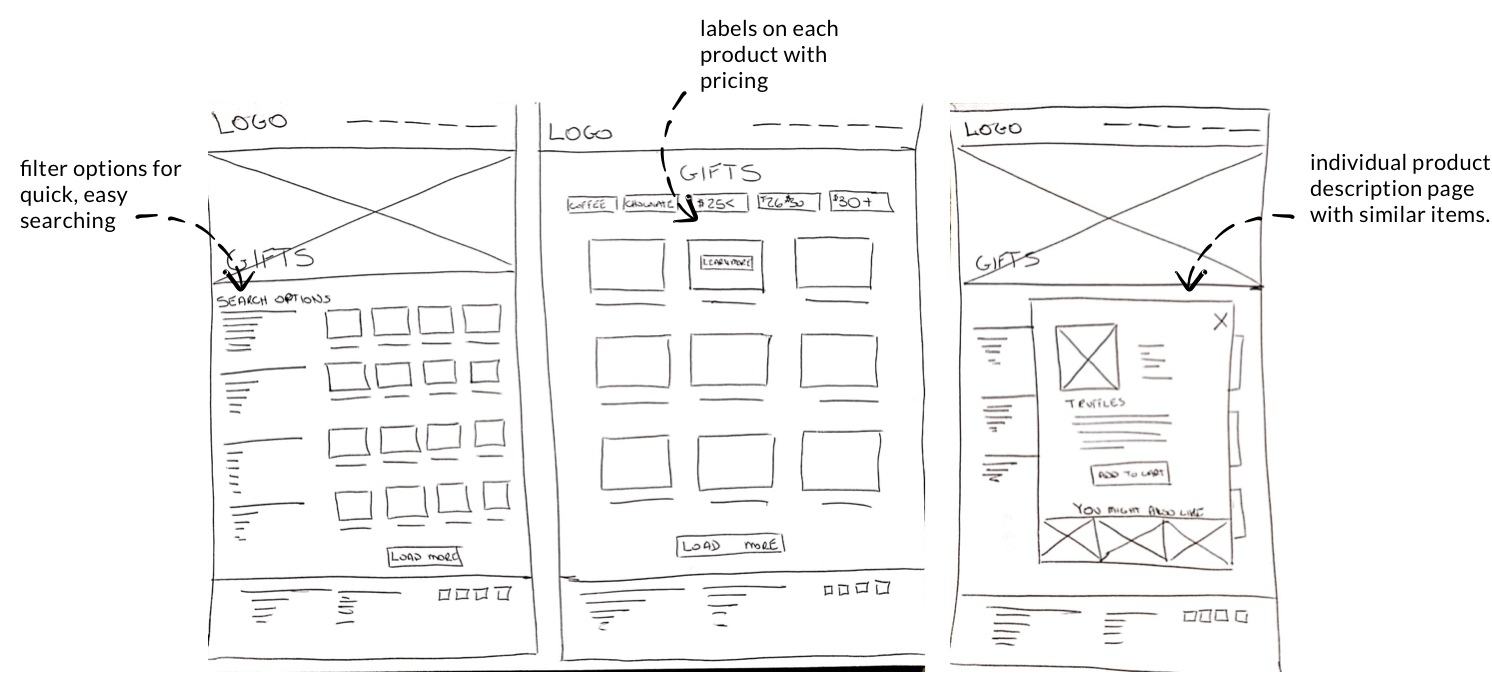 labels on each
product with
pricing
filter options for
quick, easy
searching
individual product
description page
with similar items.
LOGO
GIFTS
SEARCH OPTIONS
LOAD MORE
LOGO
GIFTS
COFFEE CHOCOLATE $25< $26-$30 $30+
LEARN MORE
LOAD MORE
LOGO
GIFTS
X
TRUFFLES
ADD TO CART
YOU MIGHT ALSO LIKE